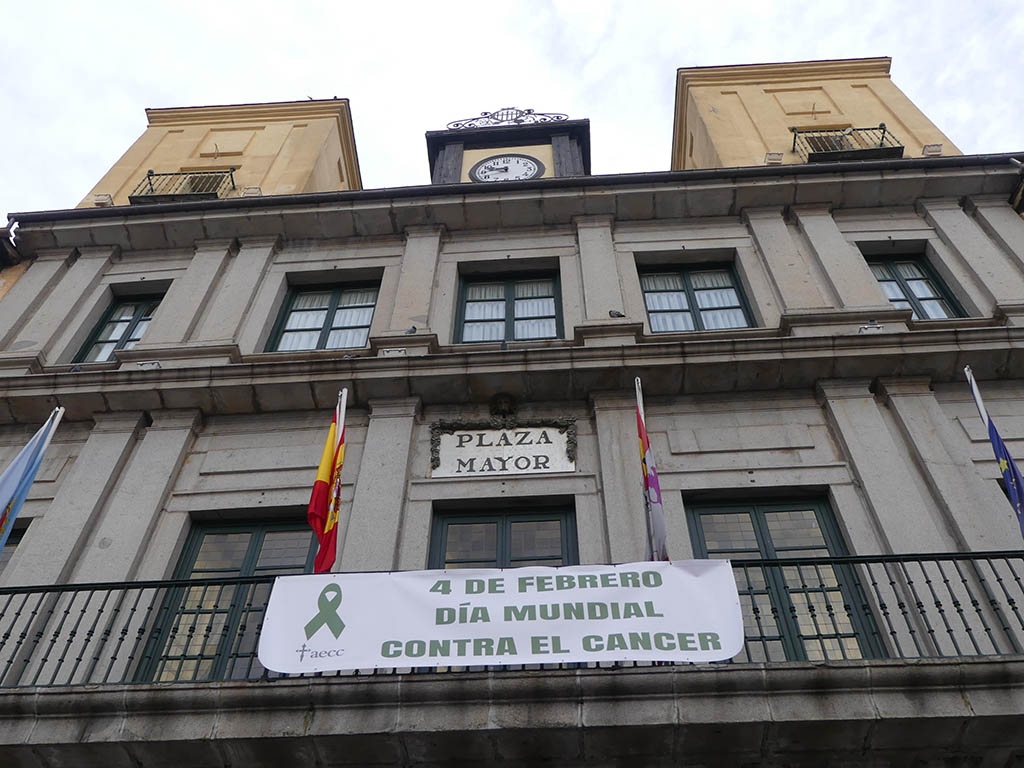 PLAZA
MAYOR
4 DE FEBRERO
DÍA MUNDIAL
CONTRA EL CANCER
aecc